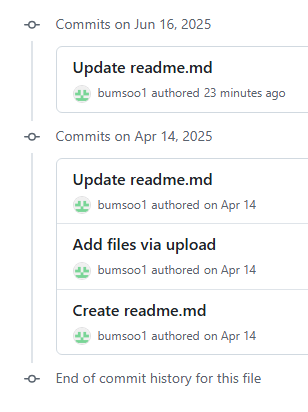 Commits on Jun 16, 2025
Update readme.md
bumsoo1 authored 23 minutes ago
Commits on Apr 14, 2025
Update readme.md
bumsoo1 authored on Apr 14
Add files via upload
bumsoo1 authored on Apr 14
Create readme.md
bumsoo1 authored on Apr 14
End of commit history for this file